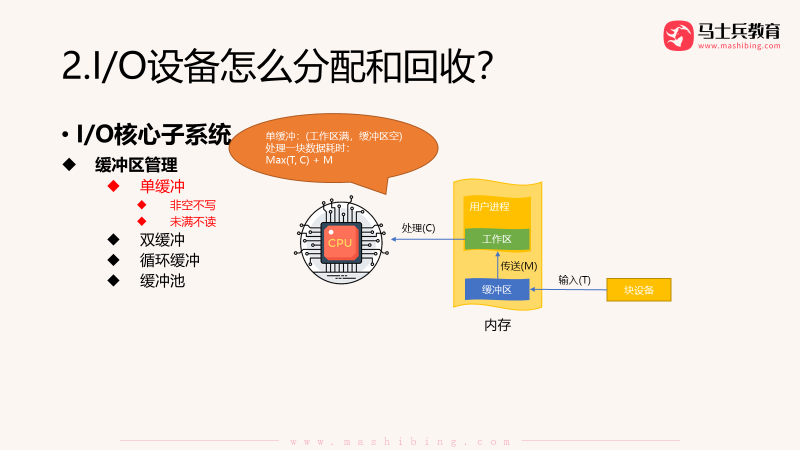 马士兵教育
www.mashibing.com
2.I/O设备怎么分配和回收？
• I/O核心子系统
◆ 缓冲区管理
◆ 单缓冲
◆ 非空不写
◆ 未满不读
◆ 双缓冲
◆ 循环缓冲
◆ 缓冲池
单缓冲：(工作区满，缓冲区空)
处理一块数据耗时：
Max(T, C) + M
CPU
处理(C)
用户进程
工作区
传送(M)
缓冲区
输入(T)
块设备
内存
www.mashibing.com